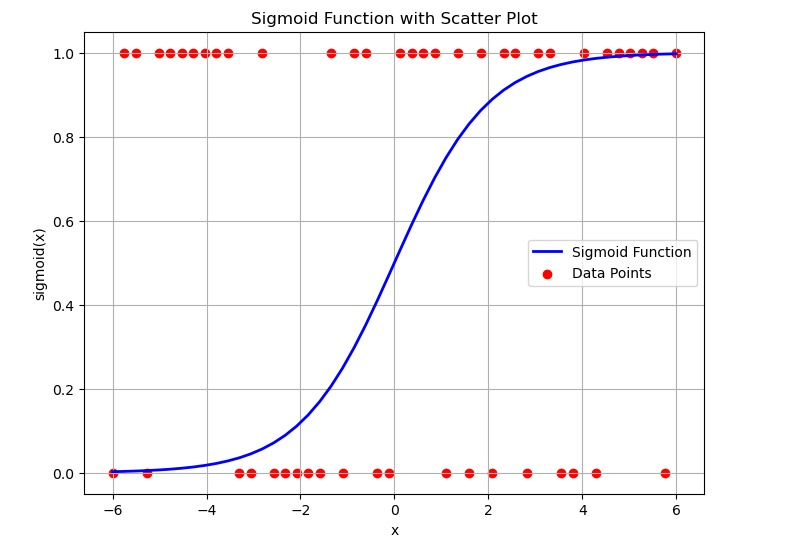 Sigmoid Function with Scatter Plot
sigmoid(x)
1.0
0.8
0.6
0.4
0.2
0.0
Sigmoid Function
Data Points
−6
−4
−2
0
2
4
6
x